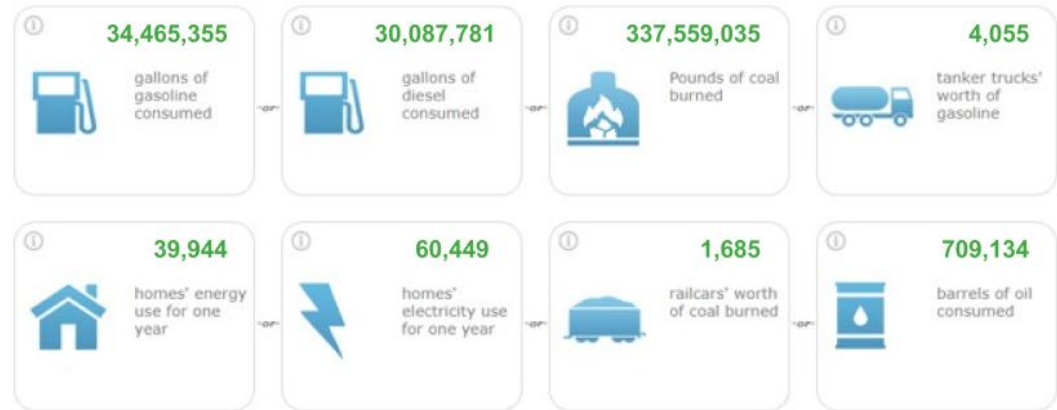 34,465,355
gallons of
gasoline
consumed
or
30,087,781
gallons of
diesel
consumed
or
337,559,035
Pounds of coal
burned
or
4,055
tanker trucks'
worth of
gasoline
39,944
homes' energy
use for one
year
or
60,449
homes'
electricity use
for one year
or
1,685
railcars' worth
of coal burned
or
709,134
barrels of oil
consumed